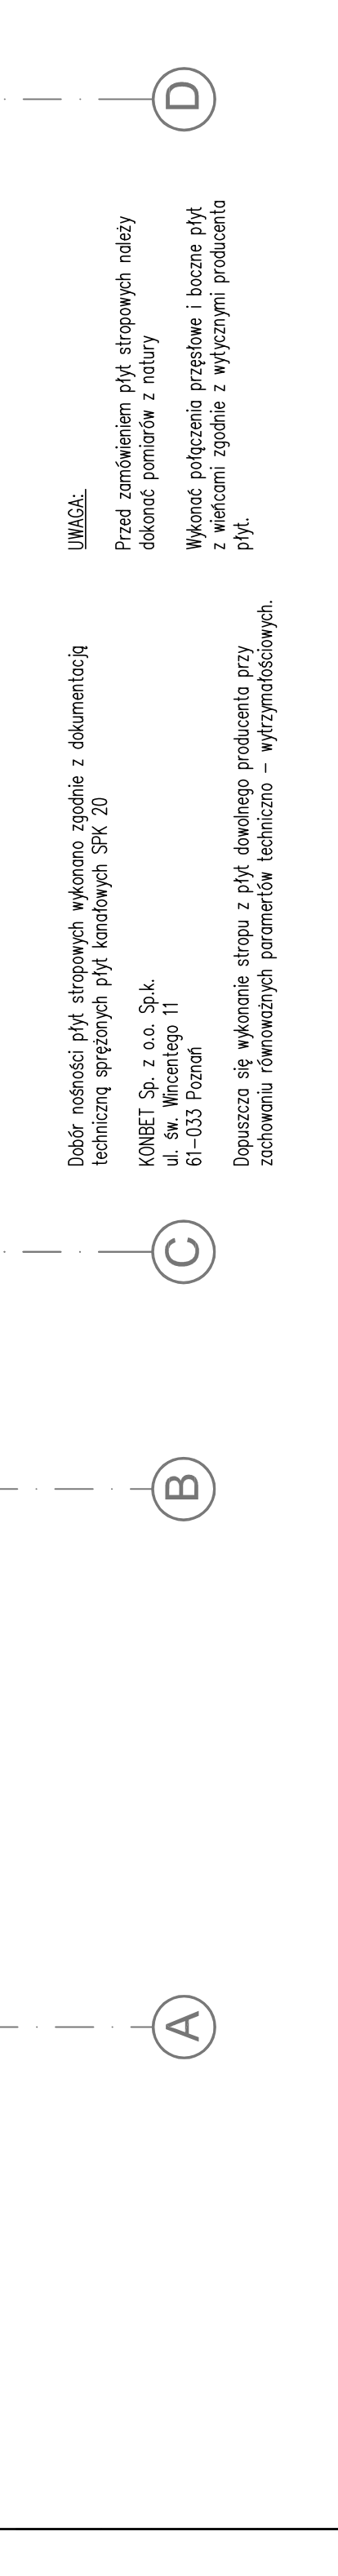 Dobór nośności płyt stropowych wykonano zgodnie z dokumentacją
techniczną sprężonych płyt kanałowych SPK 20
KONBET Sp. z o.o. Sp.k.
ul. św. Wincentego 11
61-033 Poznań
Dopuszcza się wykonanie stropu z płyt dowolnego producenta przy
zachowaniu równoważnych paramertów techniczno – wytrzymałościowych.
UWAGA:
Przed zamówieniem płyt stropowych należy
dokonać pomiarów z natury
Wykonać połączenia przęsłowe i boczne płyt
z wieńcami zgodnie z wytycznymi producenta
płyt.
A
B
C
D